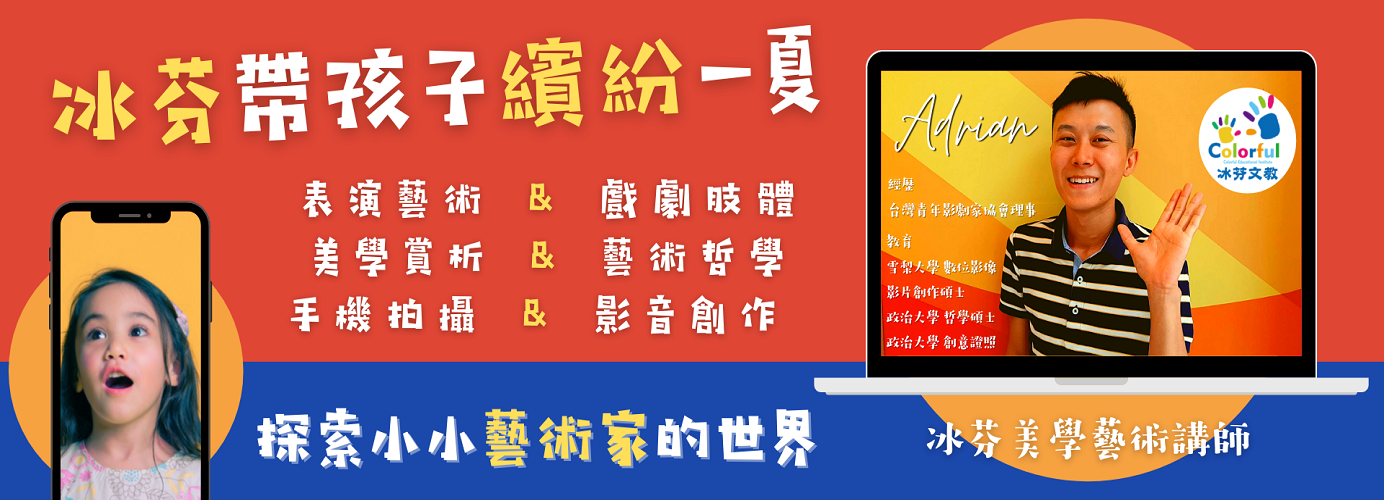 冰芬帶孩子繽紛一夏
表演藝術 & 戲劇肢體
美學賞析 & 藝術哲學
手機拍攝 & 影音創作
探索小小藝術家的世界
Adrian
經歷
台灣青年影劇家協會理事
教育
雪梨大學 數位影像
影片創作碩士
政治大學 哲學碩士
政治大學 創意證照
Colorful
Colorful Educational Institute
冰芬文教
冰芬美學藝術講師